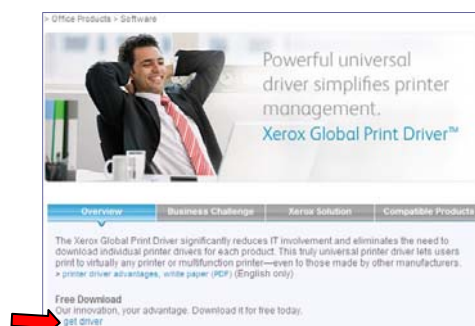 > Office Products > Software
Powerful universal
driver simplifies printer
management.
Xerox Global Print Driver™
Overview Business Challenge Xerox Solution Compatible Products
The Xerox Global Print Driver significantly reduces IT involvement and eliminates the need to
download individual printer drivers for each product. This truly universal printer driver lets users
print to virtually any printer or multifunction printer—even to those made by other manufacturers.
> printer driver advantages, white paper (PDF) (English only)
Free Download
Our innovation, your advantage. Download it for free today.
> get driver